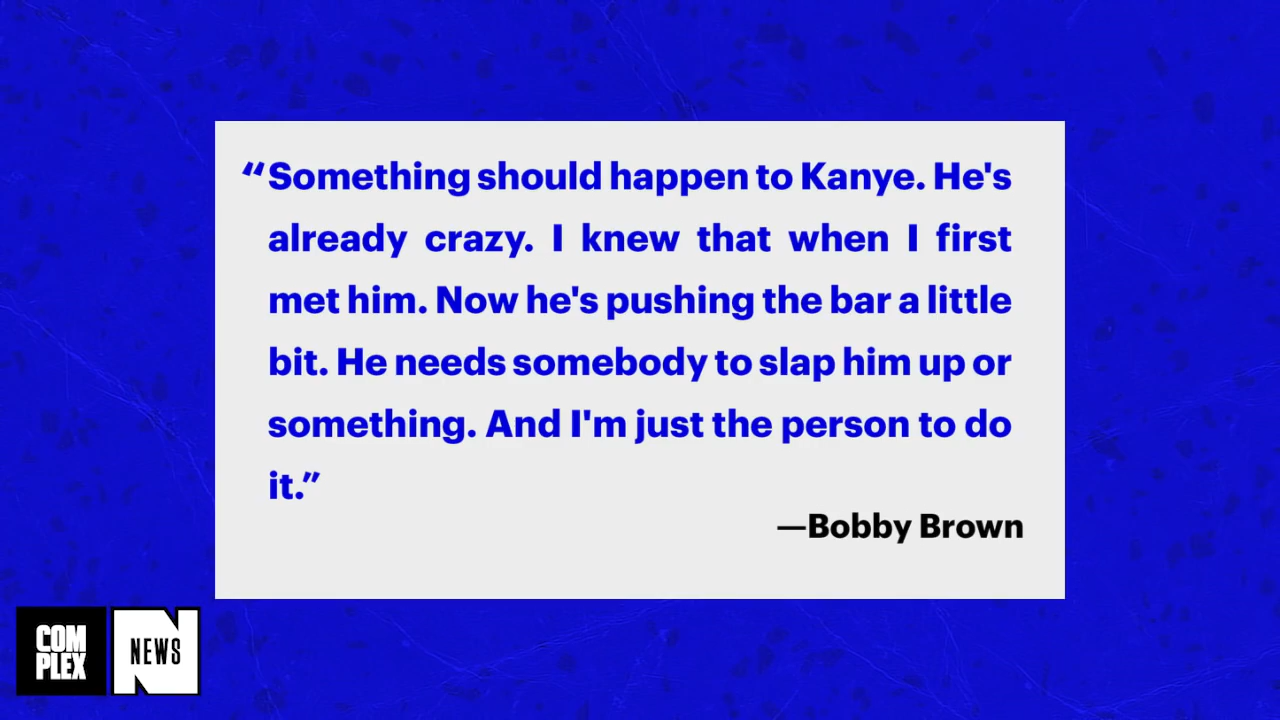 “Something should happen to Kanye. He's
already crazy. I knew that when I first
met him. Now he's pushing the bar a little
bit. He needs somebody to slap him up or
something. And I'm just the person to do
it.”
—Bobby Brown
COM
PLEX
NEWS